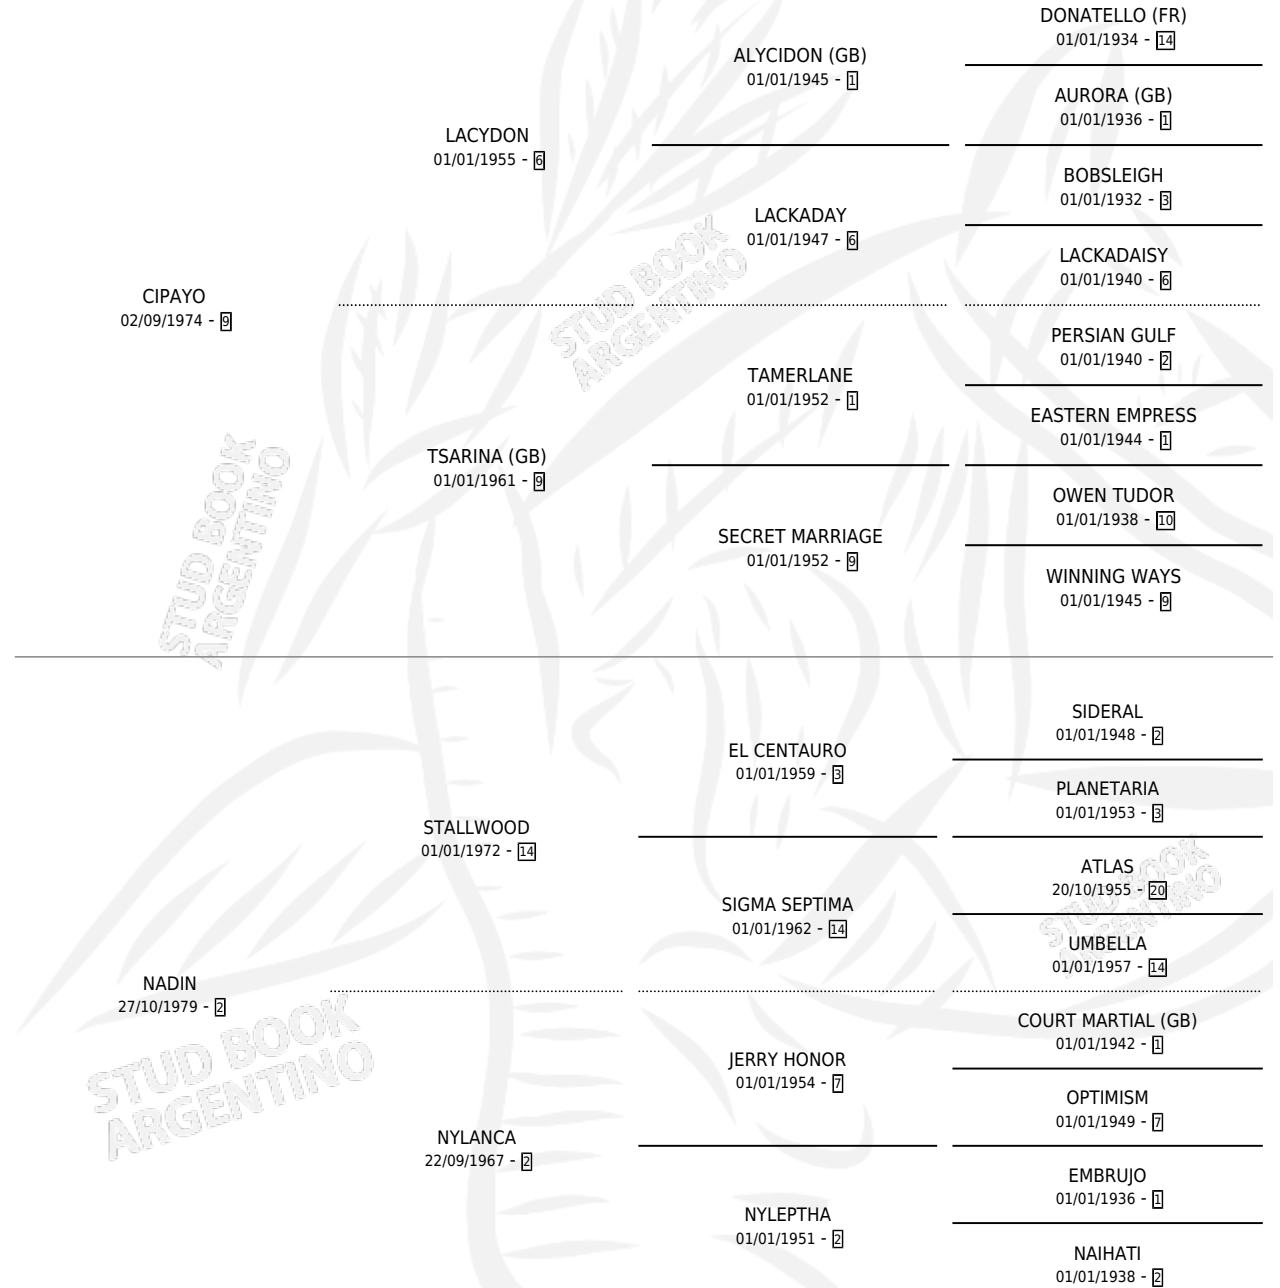 DONATELLO (FR)
01/01/1934 - 14
ALYCIDON (GB)
01/01/1945 - 1
AURORA (GB)
01/01/1936 - 1
LACYDON
01/01/1955 - 6
BOBSLEIGH
01/01/1932 - 3
LACKADAY
01/01/1947 - 6
LACKADAISY
01/01/1940 - 6
CIPAYO
02/09/1974 - 9
STUD BOOK
ARGENTINO
PERSIAN GULF
01/01/1940 - 2
TAMERLANE
01/01/1952 - 1
EASTERN EMPRESS
01/01/1944 - 1
TSARINA (GB)
01/01/1961 - 9
OWEN TUDOR
01/01/1938 - 10
SECRET MARRIAGE
01/01/1952 - 9
WINNING WAYS
01/01/1945 - 9
STUD BOOK
ARGENTINO
SIDERAL
01/01/1948 - 2
EL CENTAURO
01/01/1959 - 3
PLANETARIA
01/01/1953 - 3
STALLWOOD
01/01/1972 - 14
ATLAS
20/10/1955 - 20
SIGMA SEPTIMA
01/01/1962 - 14
UMBELLA
01/01/1957 - 14
STUD BOOK
ARGENTINO
NADIN
27/10/1979 - 2
COURT MARTIAL (GB)
01/01/1942 - 1
JERRY HONOR
01/01/1954 - 7
OPTIMISM
01/01/1949 - 7
STUD BOOK
ARGENTINO
NYLANCA
22/09/1967 - 2
EMBRUJO
01/01/1936 - 1
NYLEPTHA
01/01/1951 - 2
NAIHATI
01/01/1938 - 2